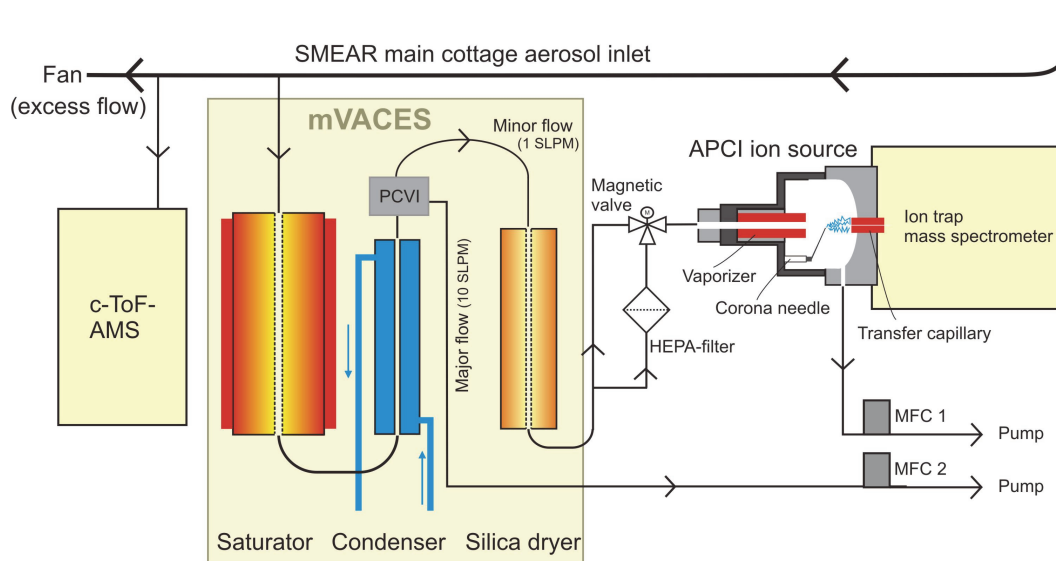 SMEAR main cottage aerosol inlet
Fan
(excess flow)
mVACES
Minor flow
(1 SLPM)
PCVI
Major flow (10 SLPM)
c-ToF-
AMS
Saturator
Condenser
Silica dryer
Magnetic
valve
M
HEPA-filter
APCI ion source
Vaporizer
Corona needle
Transfer capillary
Ion trap
mass spectrometer
MFC 1
Pump
MFC 2
Pump